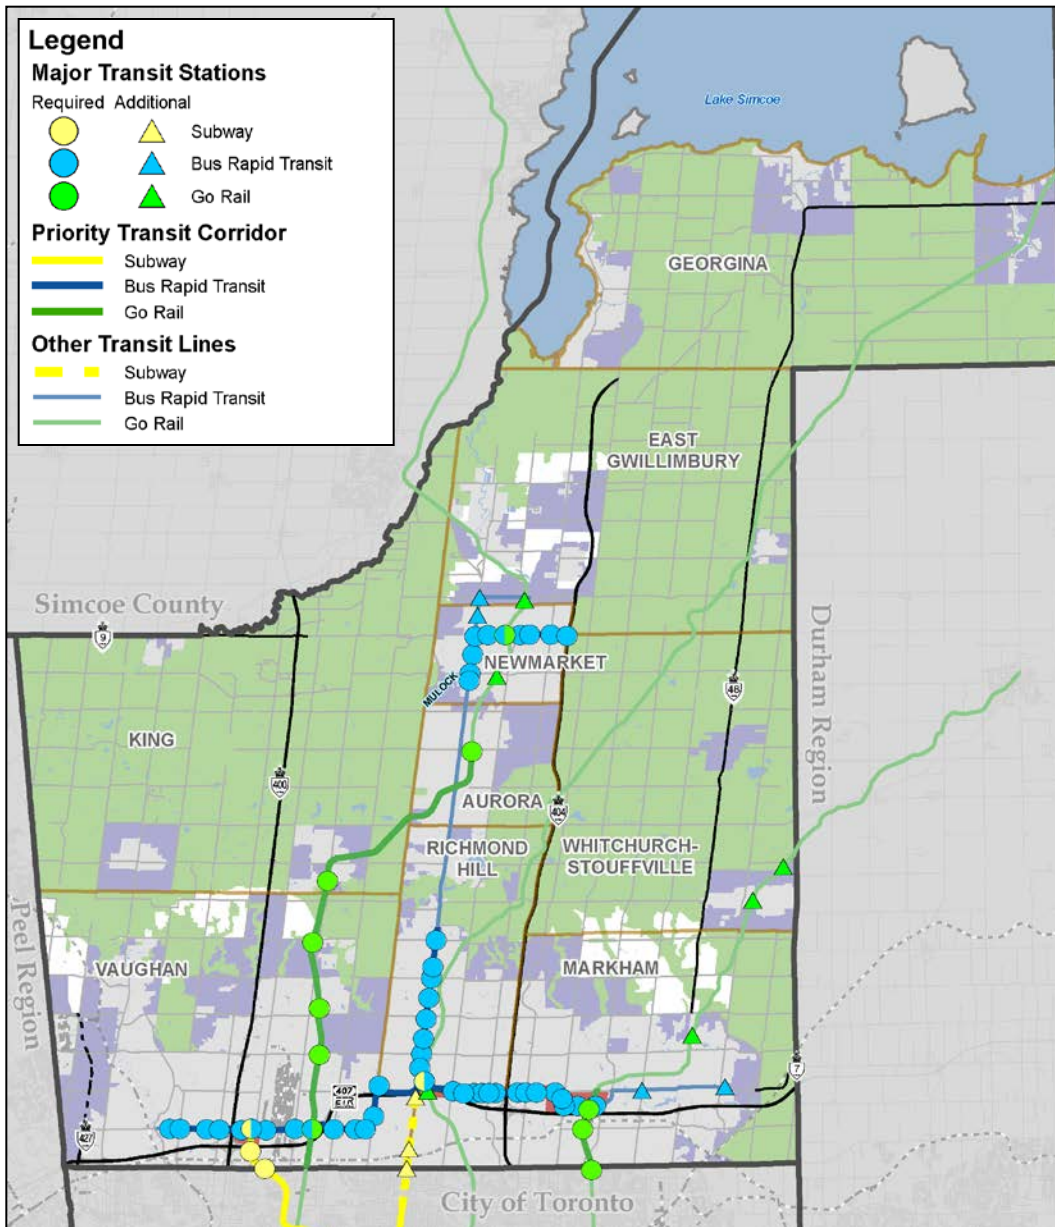 Legend
Major Transit Stations
Required Additional
Subway
Bus Rapid Transit
Go Rail
Priority Transit Corridor
Subway
Bus Rapid Transit
Go Rail
Other Transit Lines
Subway
Bus Rapid Transit
Go Rail
Lake Simcoe
GEORGINA
EAST
GWILLIMBURY
Simcoe County
9
Durham Region
NEWMARKET
MULOCK
48
KING
400
AURORA
404
RICHMOND
HILL
WHITCHURCH-
STOUFFVILLE
Peel Region
VAUGHAN
MARKHAM
7
407
ETR
427
City of Toronto